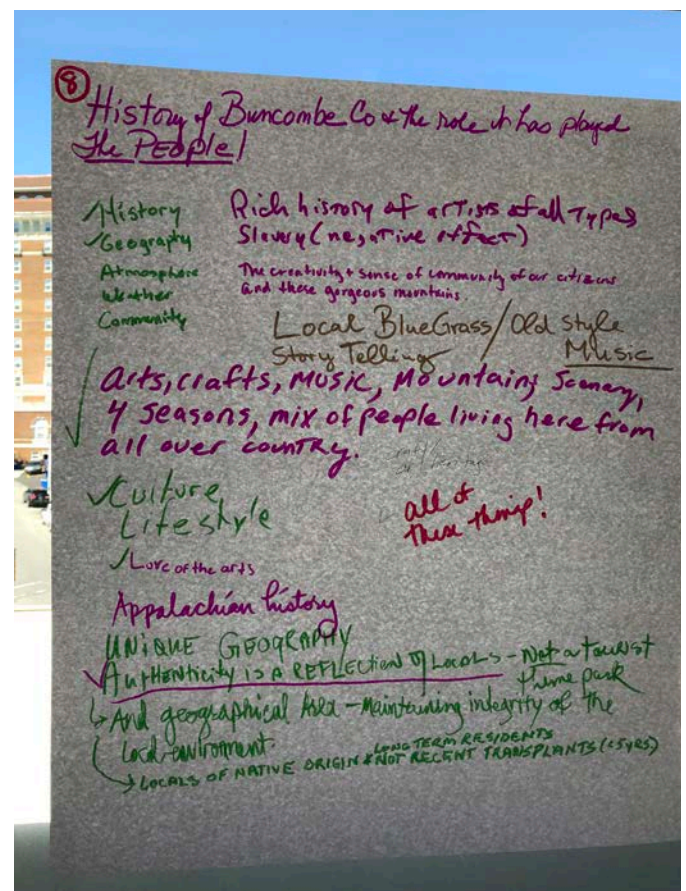 8
History of Buncombe Co & the role it has played
The People!
✓History
✓Geography
Atmosphere
Weather
Community
Rich history of artists of all types
Slavery (negative effect)
The creativity + sense of community of our citizens
and these gorgeous mountains.
Local BlueGrass/Old Style
Story Telling Music
✓ arts, crafts, music, Mountains Scenery,
4 seasons, mix of people living here from
all over country.
✓Culture,
Lifestyle
all of
these things!
✓Love of the arts
Appalachian history
UNIQUE GEOGRAPHY
✓AuthENticity is A REFLECtion of Locals - Not a tourist
theme park
↳And geographical Area - Maintaining integrity of the
Local environment.
→LOCALS OF NATIVE ORIGIN & LONG TERM RESIDENTS
NOT RECENT TRANSPLANTS (<5yRS)